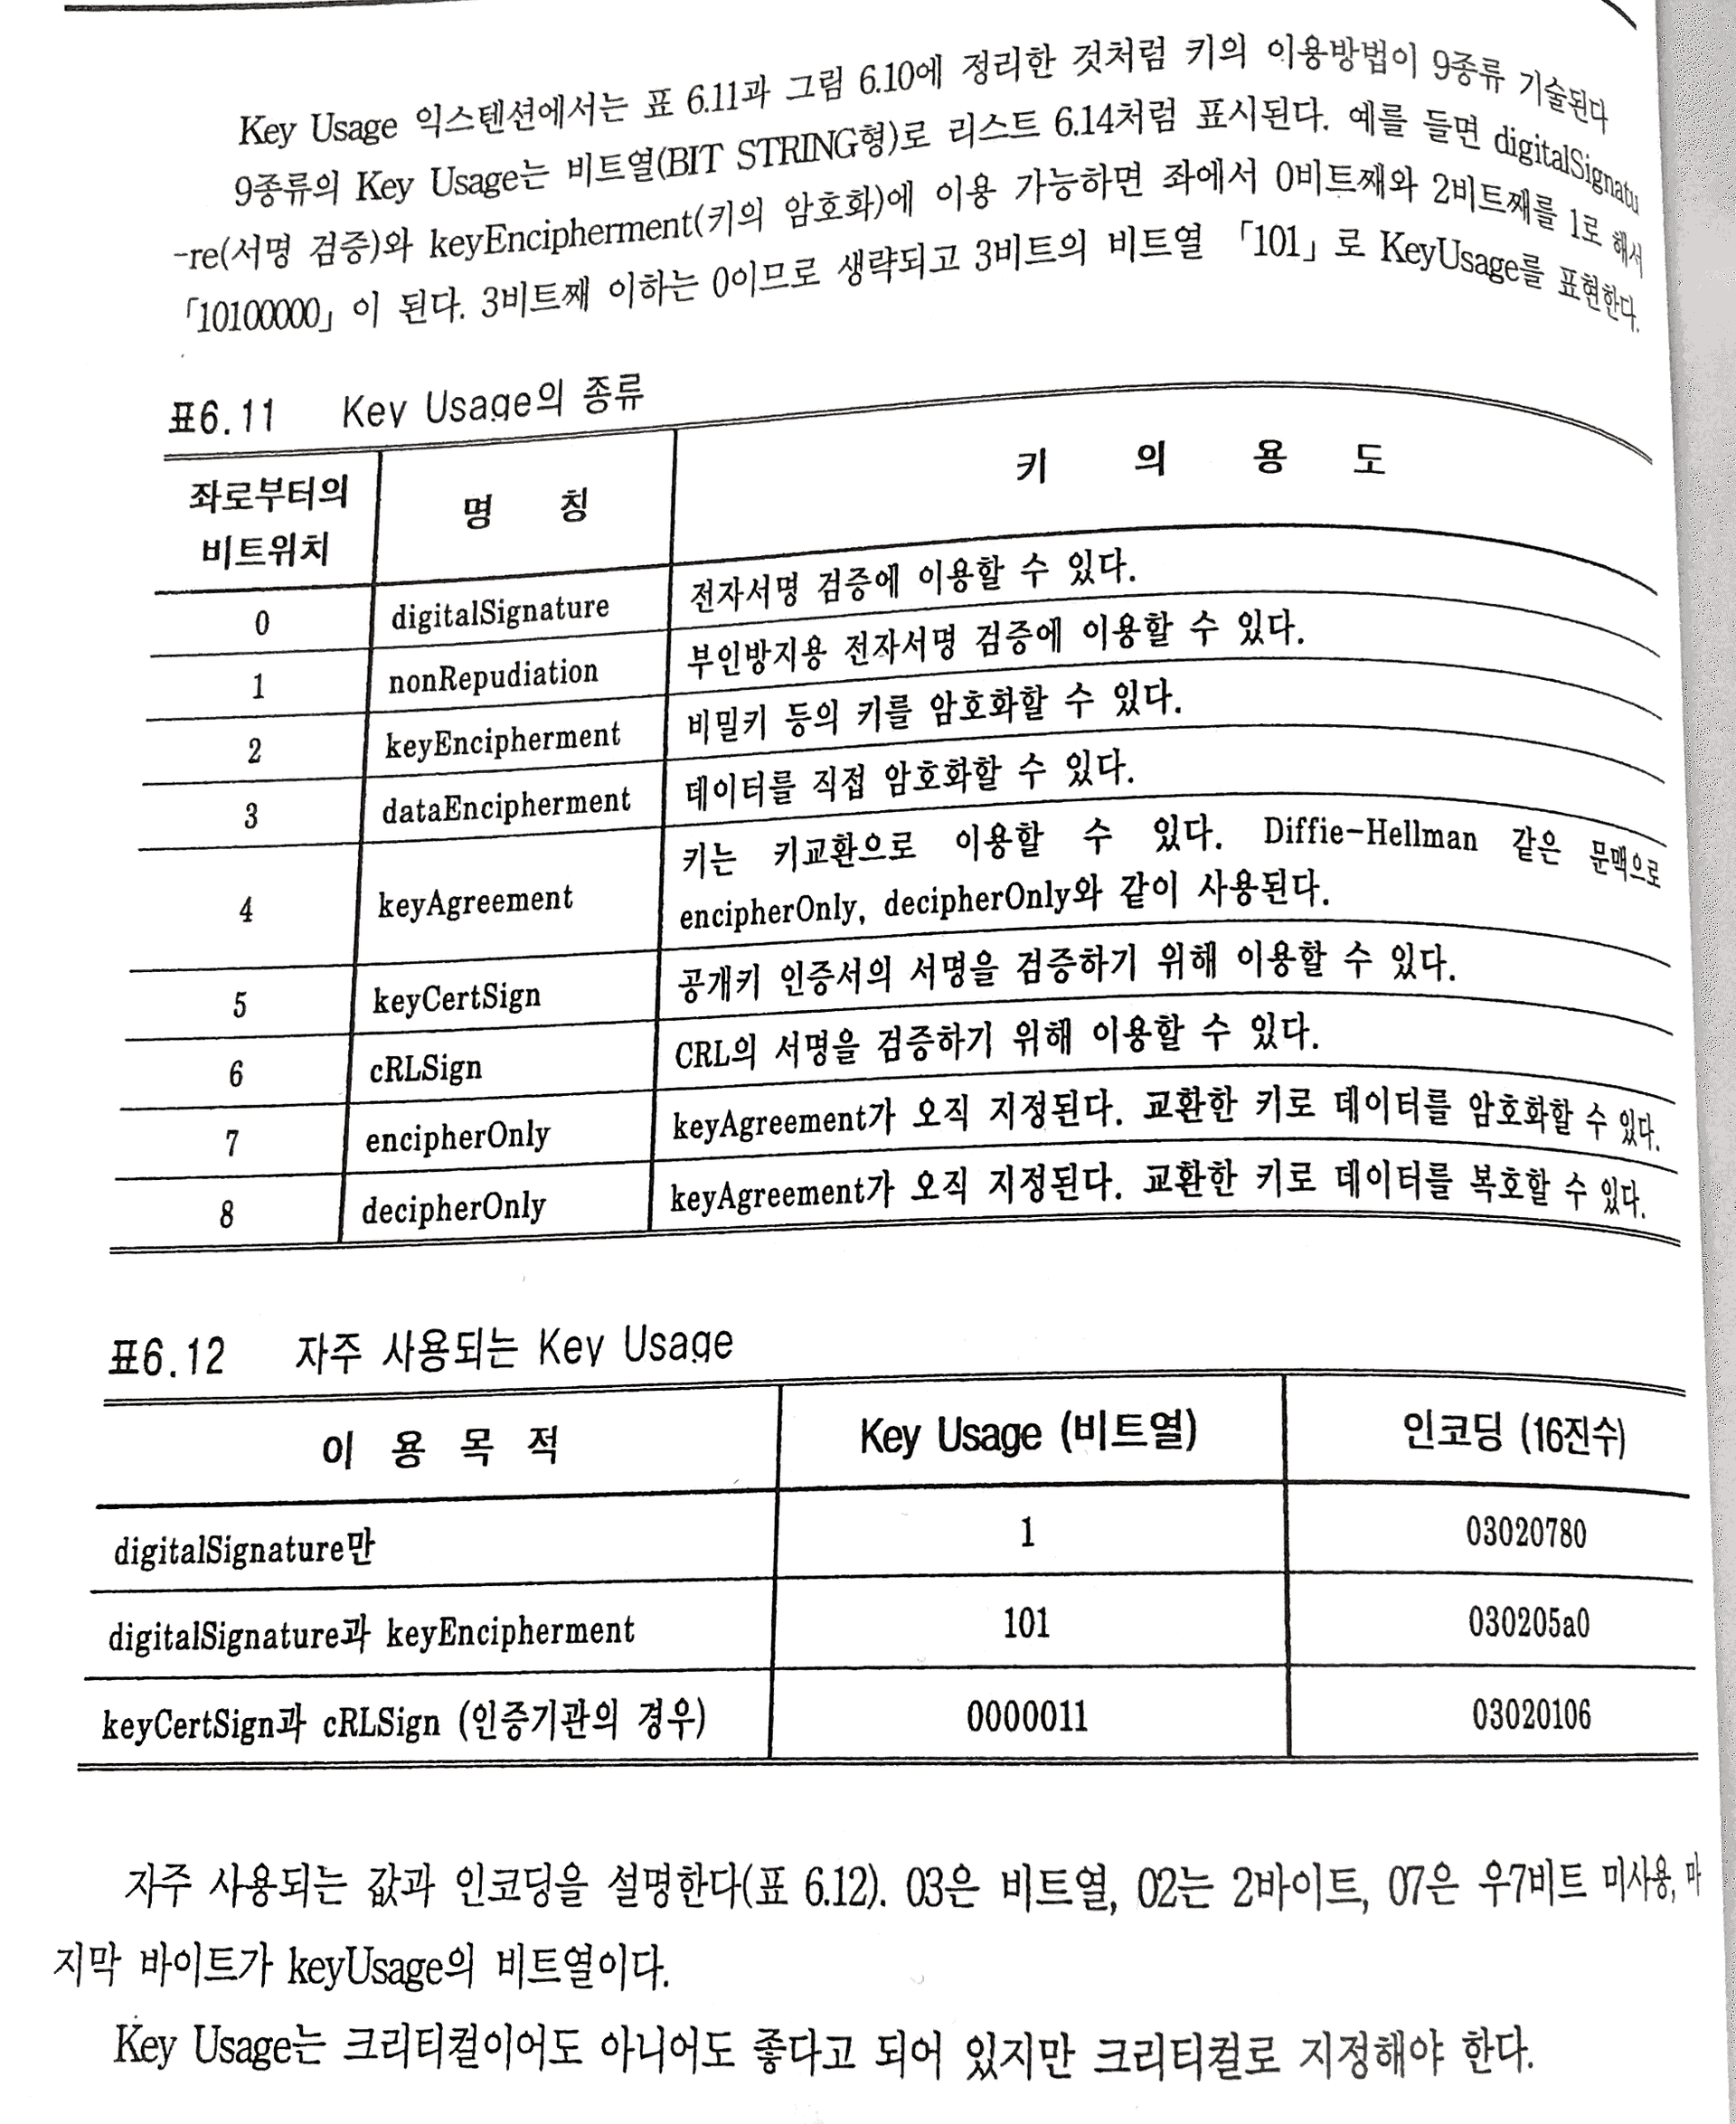 Key Usage 익스텐션에서는 표 6.11과 그림 6.10에 정리한 것처럼 키의 이용방법이 9종류 기술된다
9종류의 Key Usage는 비트열(BIT STRING형)로 리스트 6.14처럼 표시된다. 예를 들면 digitalSignatu
-re(서명 검증)와 keyEncipherment(키의 암호화)에 이용 가능하면 좌에서 0비트째와 2비트째를 1로 해서
「10100000」이 된다. 3비트째 이하는 0이므로 생략되고 3비트의 비트열 「101」로 KeyUsage를 표현한다.
표6.11 Key Usage의 종류
좌로부터의 비트위치 명 칭 키 의 용 도
0 digitalSignature 전자서명 검증에 이용할 수 있다.
1 nonRepudiation 부인방지용 전자서명 검증에 이용할 수 있다.
2 keyEncipherment 비밀키 등의 키를 암호화할 수 있다.
3 dataEncipherment 데이터를 직접 암호화할 수 있다.
4 keyAgreement 키는 키교환으로 이용할 수 있다. Diffie-Hellman 같은 문맥으로
encipherOnly, decipherOnly와 같이 사용된다.
5 keyCertSign 공개키 인증서의 서명을 검증하기 위해 이용할 수 있다.
6 cRLSign CRL의 서명을 검증하기 위해 이용할 수 있다.
7 encipherOnly keyAgreement가 오직 지정된다. 교환한 키로 데이터를 암호화할 수 있다.
8 decipherOnly keyAgreement가 오직 지정된다. 교환한 키로 데이터를 복호할 수 있다.
표6.12 자주 사용되는 Key Usage
이 용 목 적 Key Usage (비트열) 인코딩 (16진수)
digitalSignature만 1 03020780
digitalSignature과 keyEncipherment 101 030205a0
keyCertSign과 cRLSign (인증기관의 경우) 0000011 03020106
자주 사용되는 값과 인코딩을 설명한다(표 6.12). 03은 비트열, 02는 2바이트, 07은 우7비트 미사용, 마
지막 바이트가 keyUsage의 비트열이다.
Key Usage는 크리티컬이어도 아니어도 좋다고 되어 있지만 크리티컬로 지정해야 한다.